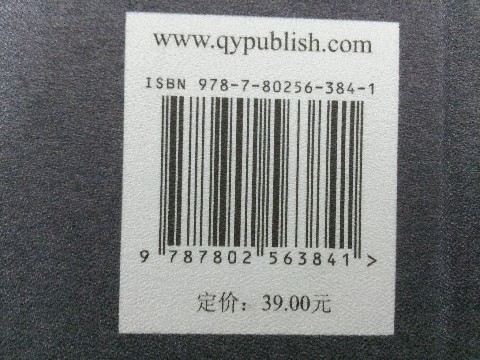 www.qypublish.com
ISBN 978-7-80256-384-1
9 787802 563841 >
定价：39.00元